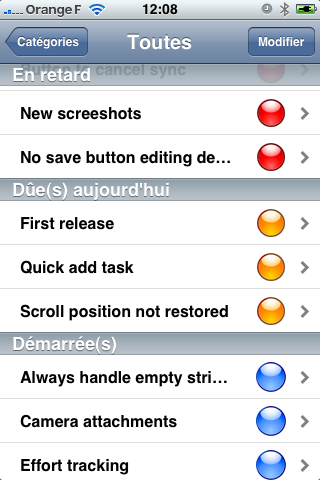 Orange F 12:08
Catégories Toutes Modifier
Button to cancel sync
En retard
New screeshots
No save button editing de...
Dûe(s) aujourd'hui
First release
Quick add task
Scroll position not restored
Démarrée(s)
Always handle empty stri...
Camera attachments
Effort tracking